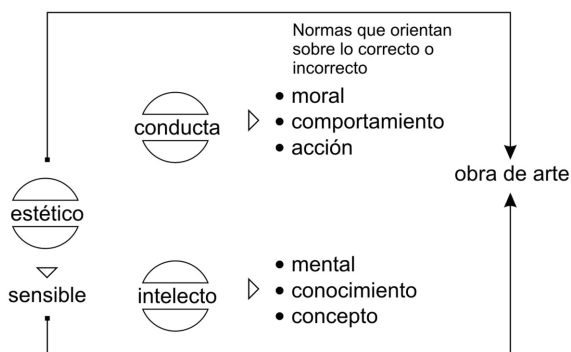 Normas que orientan
sobre lo correcto o
incorrecto
• moral
conducta
• comportamiento
• acción
obra de arte
estético
sensible
• mental
intelecto
• conocimiento
• concepto